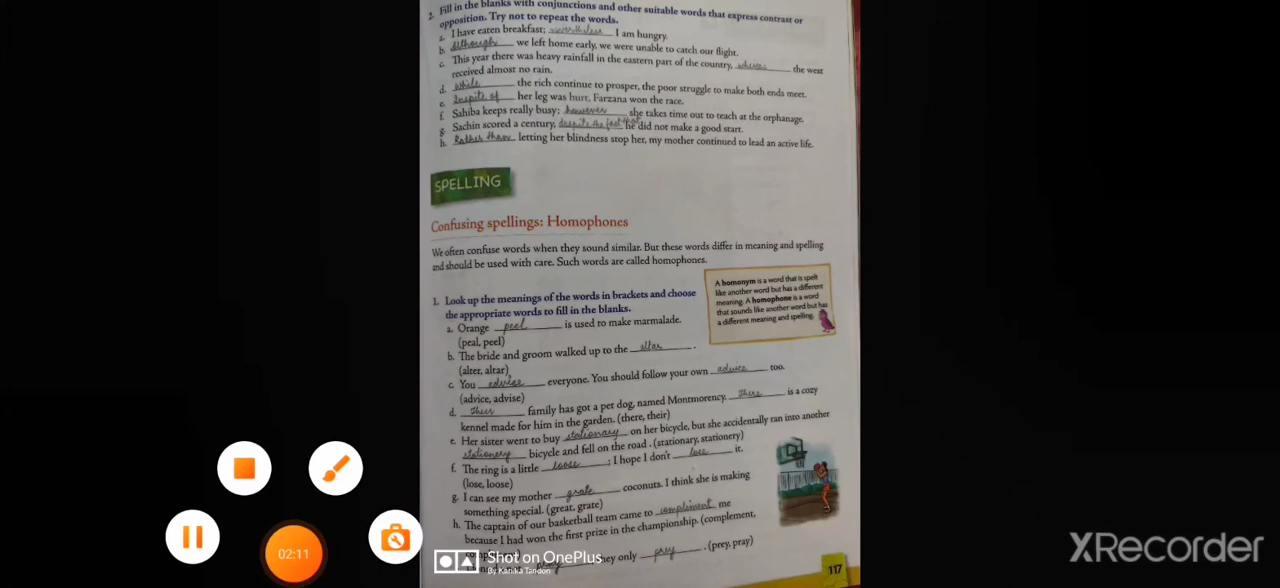 2. Fill in the blanks with conjunctions and other suitable words that express contrast or
opposition. Try not to repeat the words.
a. I have eaten breakfast; nevertheless I am hungry.
b. Although we left home early, we were unable to catch our flight.
c. This year there was heavy rainfall in the eastern part of the country, the west
received almost no rain.
d. while the rich continue to prosper, the poor struggle to make both ends meet.
e. Inspite of her leg was hurt, Farzana won the race.
f. Sahiba keeps really busy; however she takes time out to teach at the orphanage.
g. Sachin scored a century, despite the fact that he did not make a good start.
h. Rather than letting her blindness stop her, my mother continued to lead an active life.
SPELLING
Confusing spellings: Homophones
We often confuse words when they sound similar. But these words differ in meaning and spelling
and should be used with care. Such words are called homophones.
A homonym is a word that is spelt
like another word but has a different
meaning. A homophone is a word
that sounds like another word but has
a different meaning and spelling.
1. Look up the meanings of the words in brackets and choose
the appropriate words to fill in the blanks.
a. Orange peel is used to make marmalade.
(peal, peel)
b. The bride and groom walked up to the altar.
(alter, altar)
c. You advise everyone. You should follow your own advice too.
(advice, advise)
d. Their family has got a pet dog, named Montmorency. There is a cozy
kennel made for him in the garden. (there, their)
e. Her sister went to buy stationary on her bicycle, but she accidentally ran into another
stationery bicycle and fell on the road. (stationary, stationery)
f. The ring is a little loose; I hope I don't lose it.
(lose, loose)
g. I can see my mother grate coconuts. I think she is making
something special. (great, grate)
h. The captain of our basketball team came to compliment me
because I had won the first prize in the championship. (complement,
they only prey. (prey, pray)
117
Shot on OnePlus
By Kanika Tandon
02:11
XRecorder